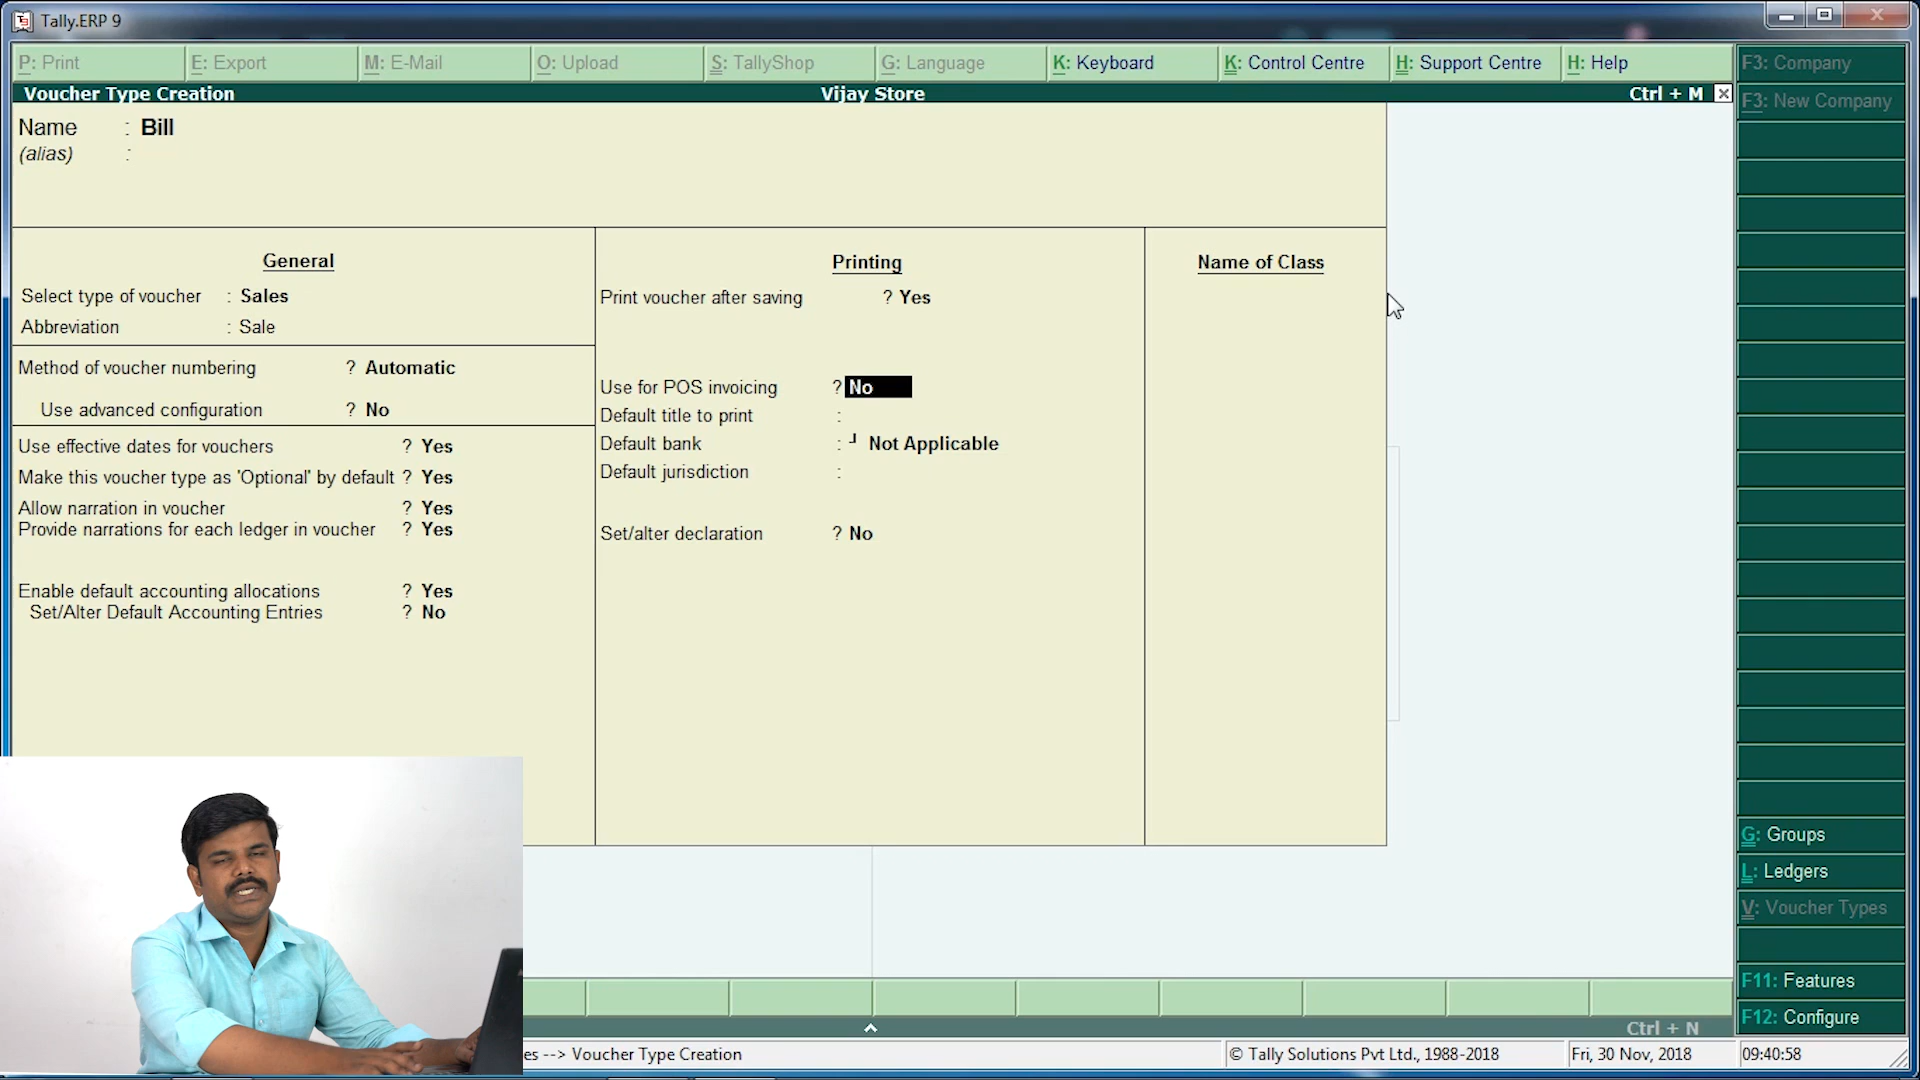 Tally.ERP 9
P: Print E: Export M: E-Mail O: Upload S: TallyShop G: Language K: Keyboard K: Control Centre H: Support Centre H: Help
F3: Company
Voucher Type Creation Vijay Store Ctrl + M
F3: New Company
Name : Bill
(alias) :
General
Select type of voucher : Sales
Abbreviation : Sale
Method of voucher numbering ? Automatic
Use advanced configuration ? No
Use effective dates for vouchers ? Yes
Make this voucher type as 'Optional' by default ? Yes
Allow narration in voucher ? Yes
Provide narrations for each ledger in voucher ? Yes
Enable default accounting allocations ? Yes
Set/Alter Default Accounting Entries ? No
Printing
Print voucher after saving ? Yes
Use for POS invoicing ? No
Default title to print :
Default bank : ┘ Not Applicable
Default jurisdiction :
Set/alter declaration ? No
Name of Class
G: Groups
L: Ledgers
V: Voucher Types
F11: Features
F12: Configure
Ctrl + N
es --> Voucher Type Creation © Tally Solutions Pvt Ltd., 1988-2018 Fri, 30 Nov, 2018 09:40:58